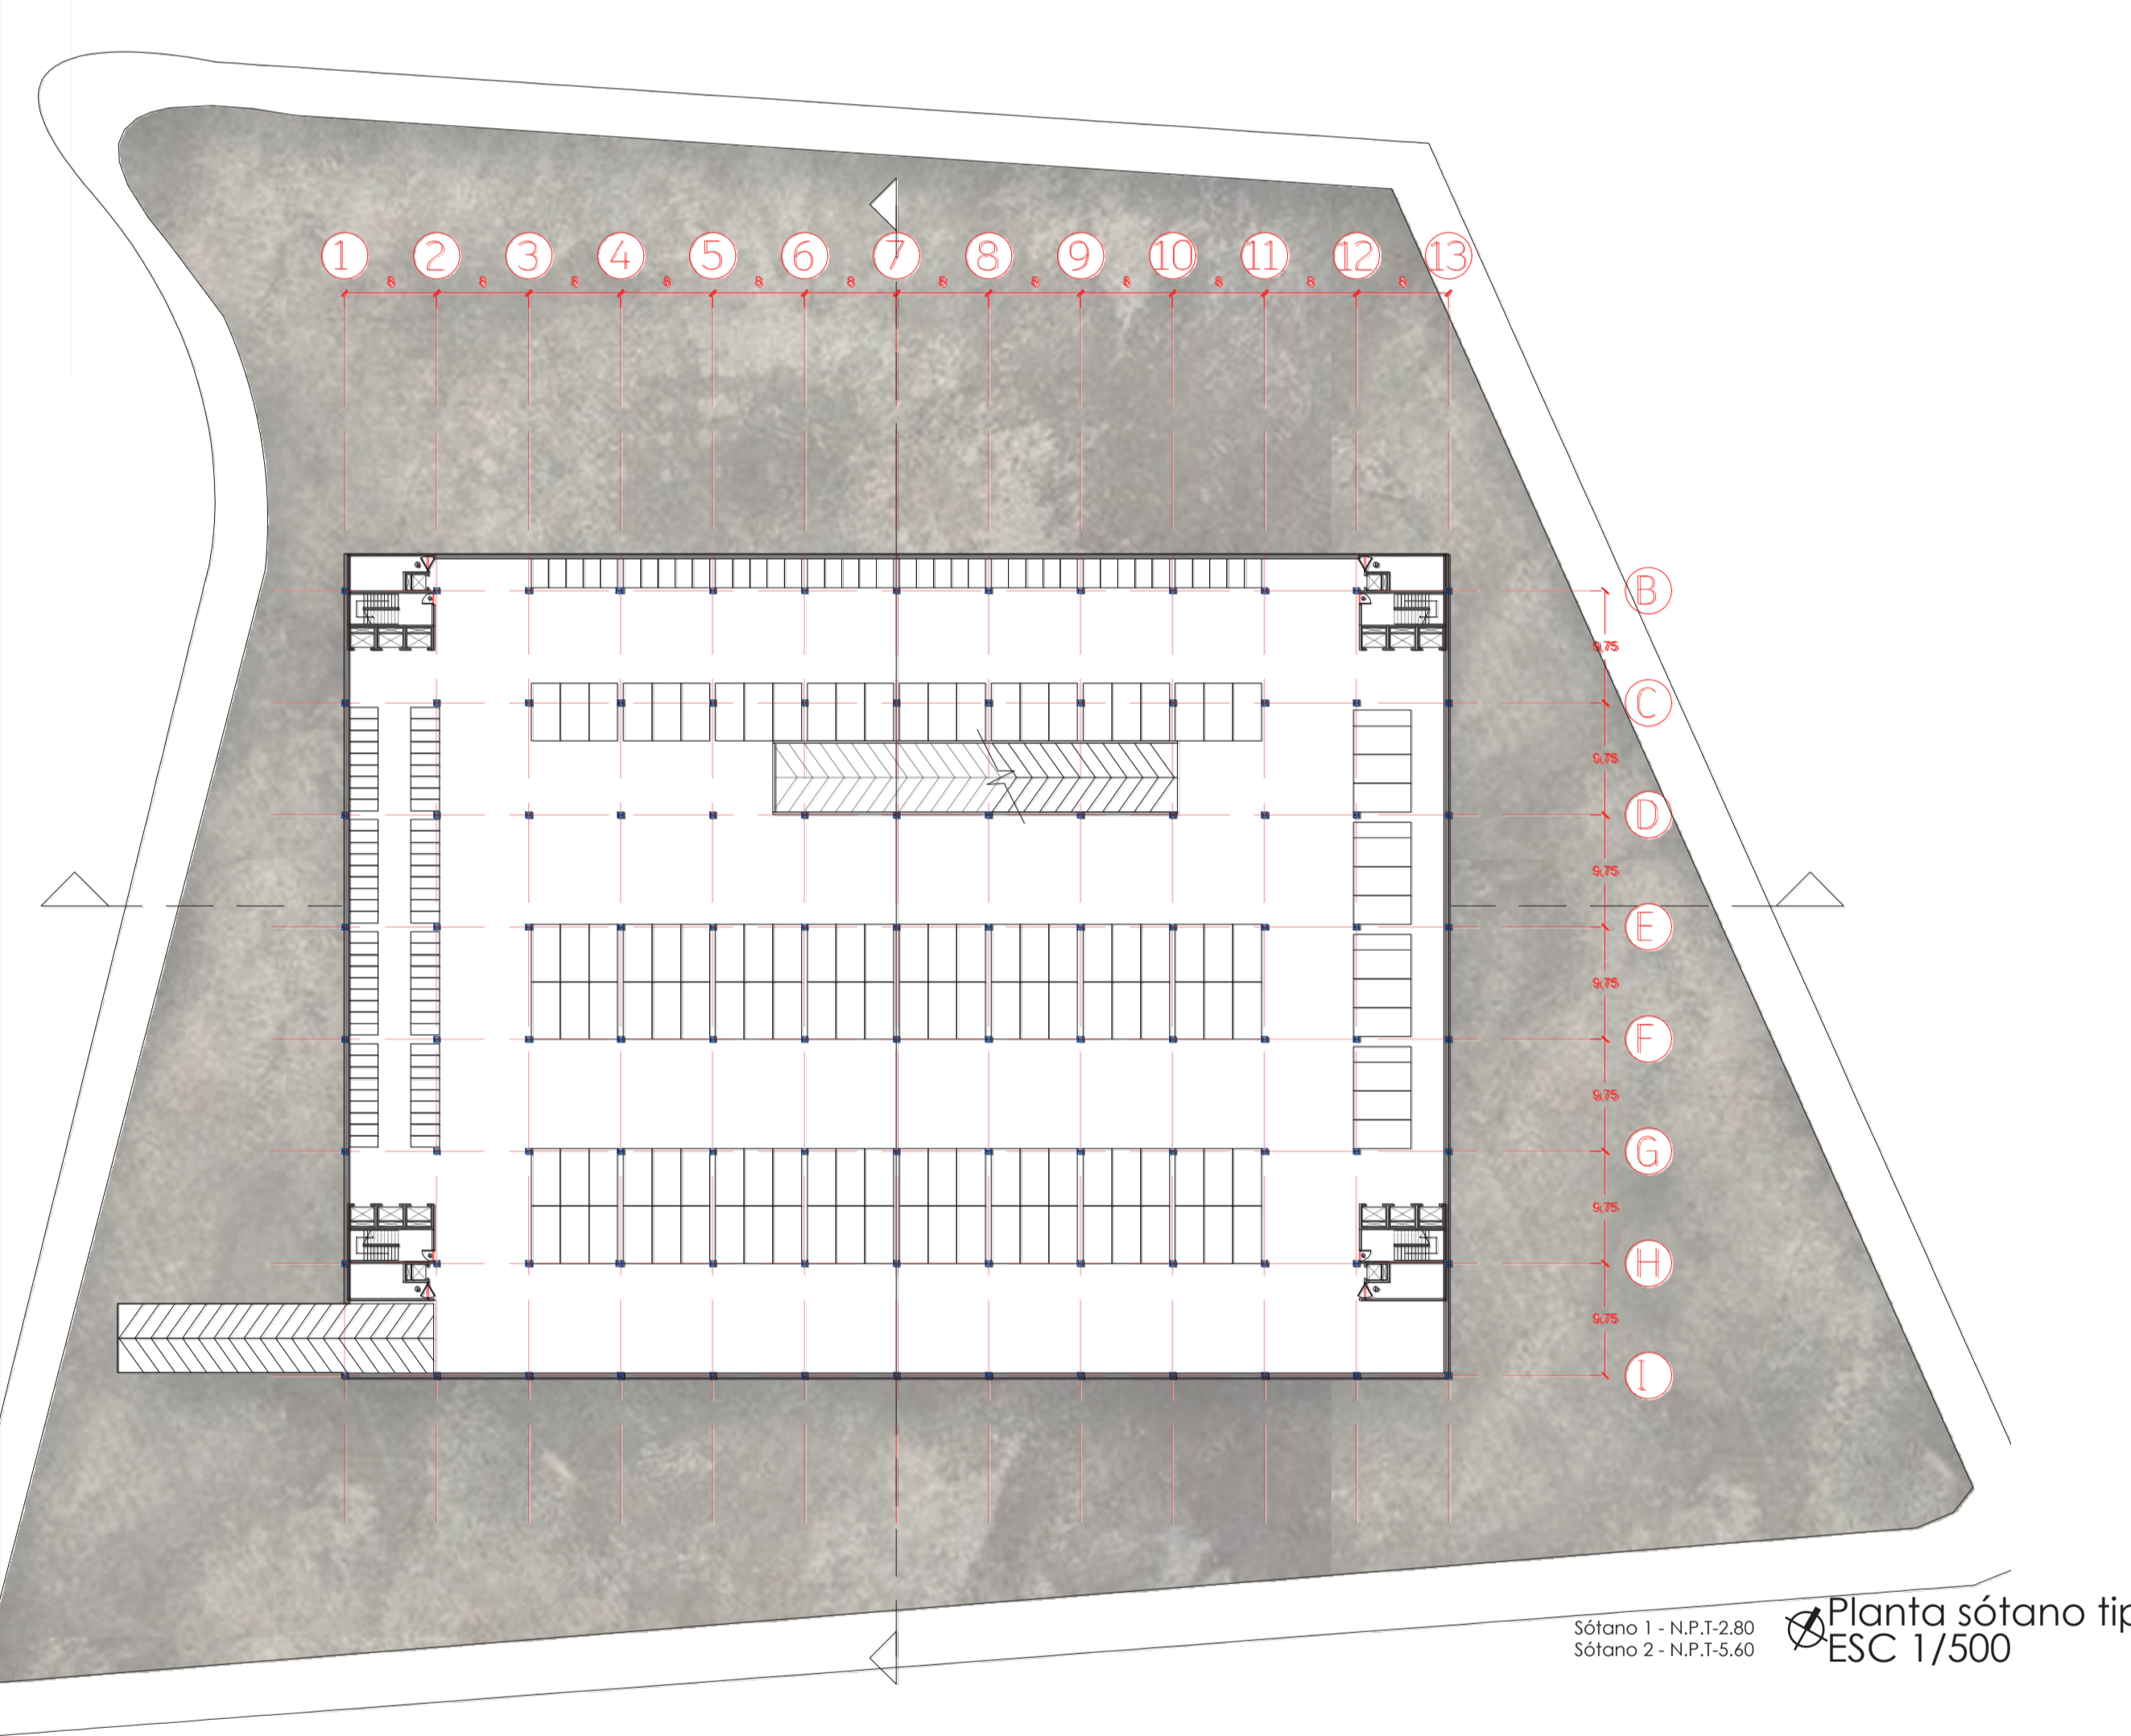 1 2 3 4 5 6 7 8 9 10 11 12 13
8 8 8 8 8 8 8 8 8 8 8 8
B
9,75
C
9,75
D
9,75
E
9,75
F
9,75
G
9,75
H
9,75
I
Sótano 1 - N.P.T-2.80
Sótano 2 - N.P.T-5.60
Planta sótano tip
ESC 1/500